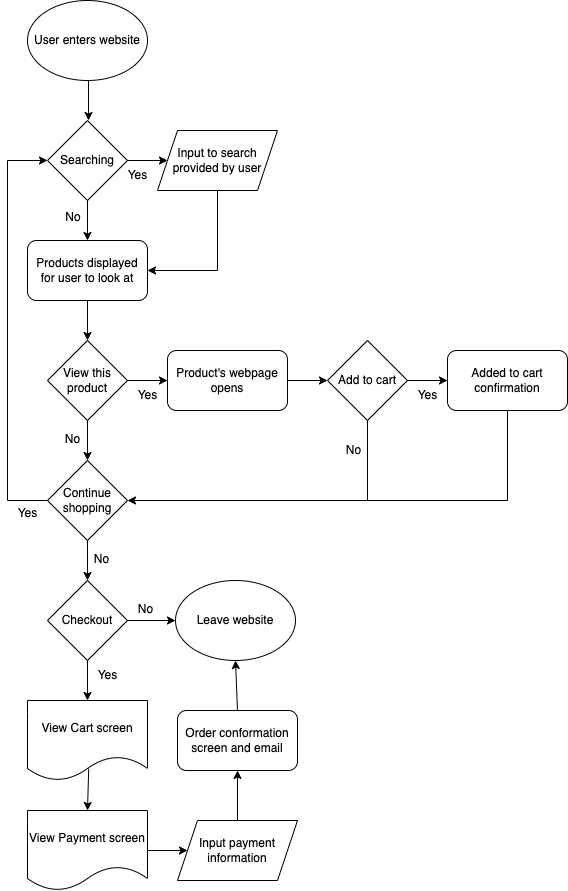 User enters website
Searching
Yes
Input to search
provided by user
No
Products displayed
for user to look at
View this
product
Yes
Product's webpage
opens
Add to cart
Yes
Added to cart
confirmation
No
No
Continue
shopping
Yes
No
Checkout
No
Leave website
Yes
View Cart screen
Order conformation
screen and email
View Payment screen
Input payment
information